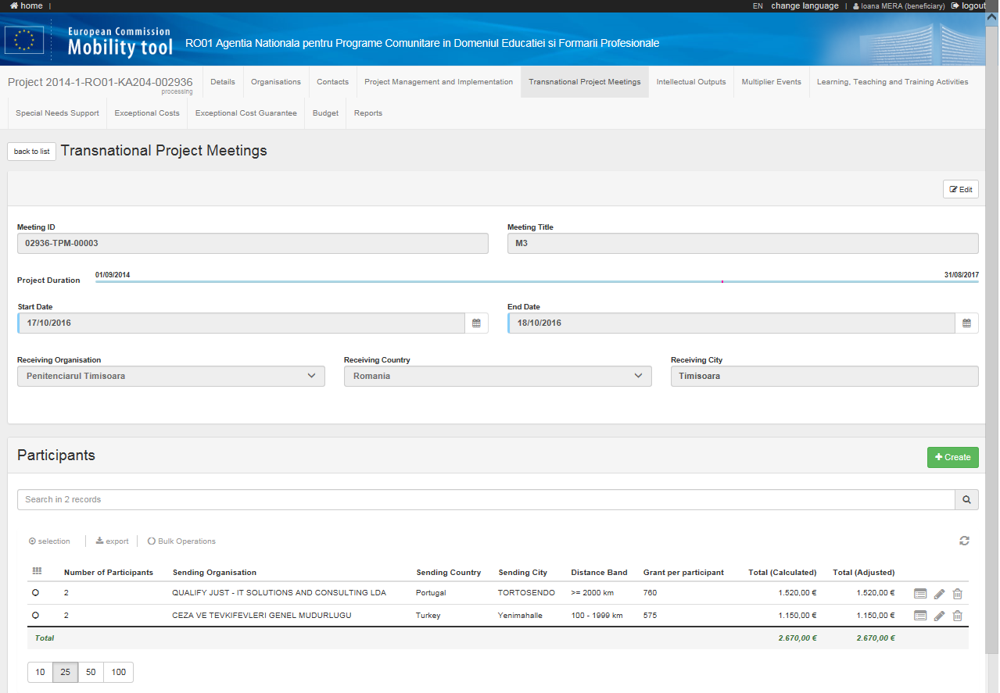 home | EN change language | Ioana MERA (beneficiary) logout
European Commission
Mobility tool
RO01 Agentia Nationala pentru Programe Comunitare in Domeniul Educatiei si Formarii Profesionale
Project 2014-1-RO01-KA204-002936 Details Organisations Contacts Project Management and Implementation Transnational Project Meetings Intellectual Outputs Multiplier Events Learning, Teaching and Training Activities
processing
Special Needs Support Exceptional Costs Exceptional Cost Guarantee Budget Reports
back to list Transnational Project Meetings
Edit
Meeting ID Meeting Title
02936-TPM-00003 M3
Project Duration 01/09/2014 31/08/2017
Start Date End Date
17/10/2016 18/10/2016
Receiving Organisation Receiving Country Receiving City
Penitenciarul Timisoara Romania Timisoara
Participants
+ Create
Search in 2 records
selection | export | Bulk Operations
Number of Participants Sending Organisation Sending Country Sending City Distance Band Grant per participant Total (Calculated) Total (Adjusted)
2 QUALIFY JUST - IT SOLUTIONS AND CONSULTING LDA Portugal TORTOSENDO >= 2000 km 760 1.520,00 € 1.520,00 €
2 CEZA VE TEVKIFEVLERI GENEL MUDURLUGU Turkey Yenimahalle 100 - 1999 km 575 1.150,00 € 1.150,00 €
Total 2.670,00 € 2.670,00 €
10 25 50 100